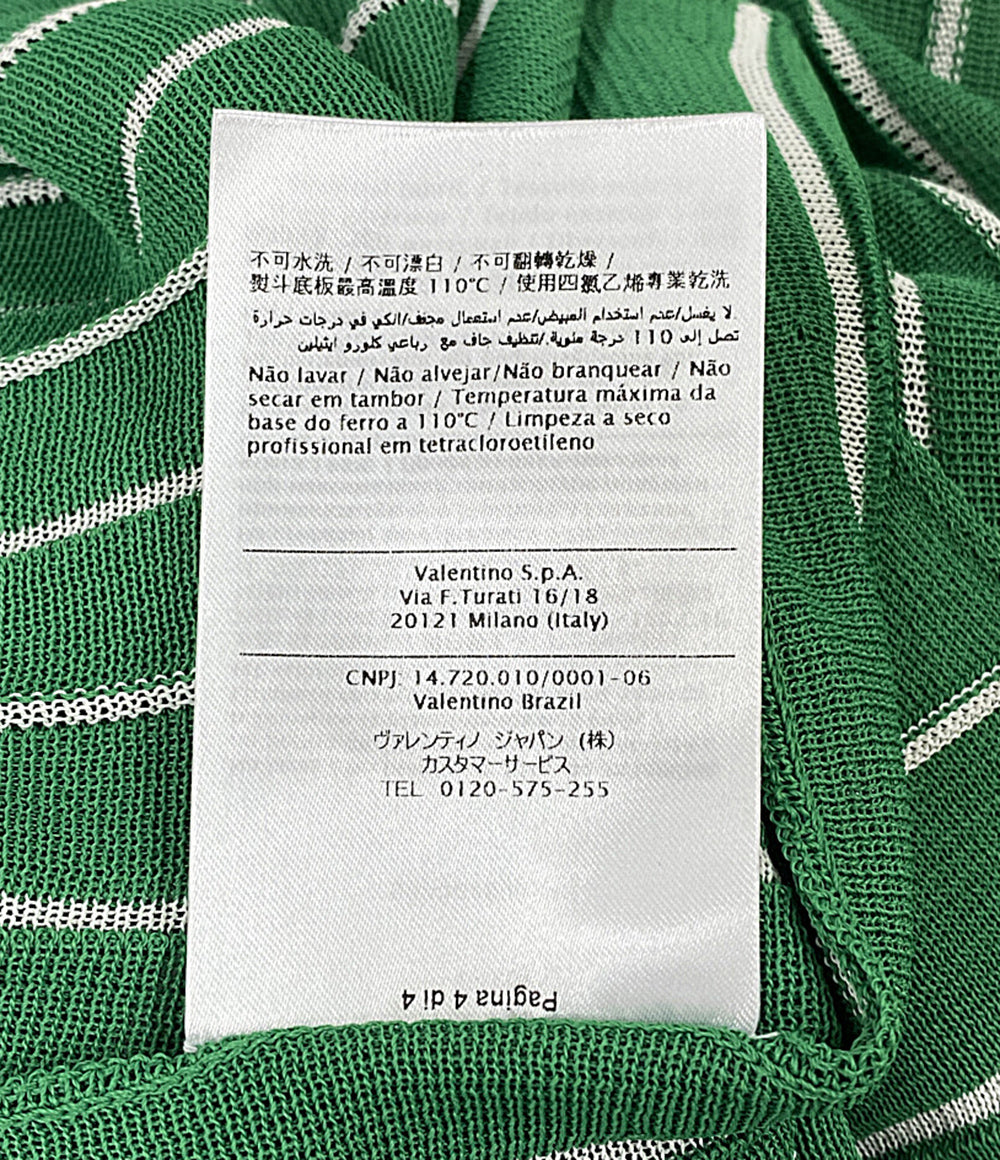 不可水洗 / 不可漂白 / 不可翻轉乾燥 /
熨斗底板最高溫度 110°C / 使用四氯乙烯專業乾洗
لا يغسل/عدم استخدام المبيض/عدم استعمال مجفف/الكي في درجات حرارة
تصل إلى 110 درجة مئوية./تنظيف جاف مع رباعي كلورو ايثيلين
Não lavar / Não alvejar/Não branquear / Não
secar em tambor / Temperatura máxima da
base do ferro a 110°C / Limpeza a seco
profissional em tetracloroetileno
Valentino S.p.A.
Via F.Turati 16/18
20121 Milano (Italy)
CNPJ: 14.720.010/0001-06
Valentino Brazil
ヴァレンティノ ジャパン (株)
カスタマーサービス
TEL 0120-575-255
Pagina 4 di 4